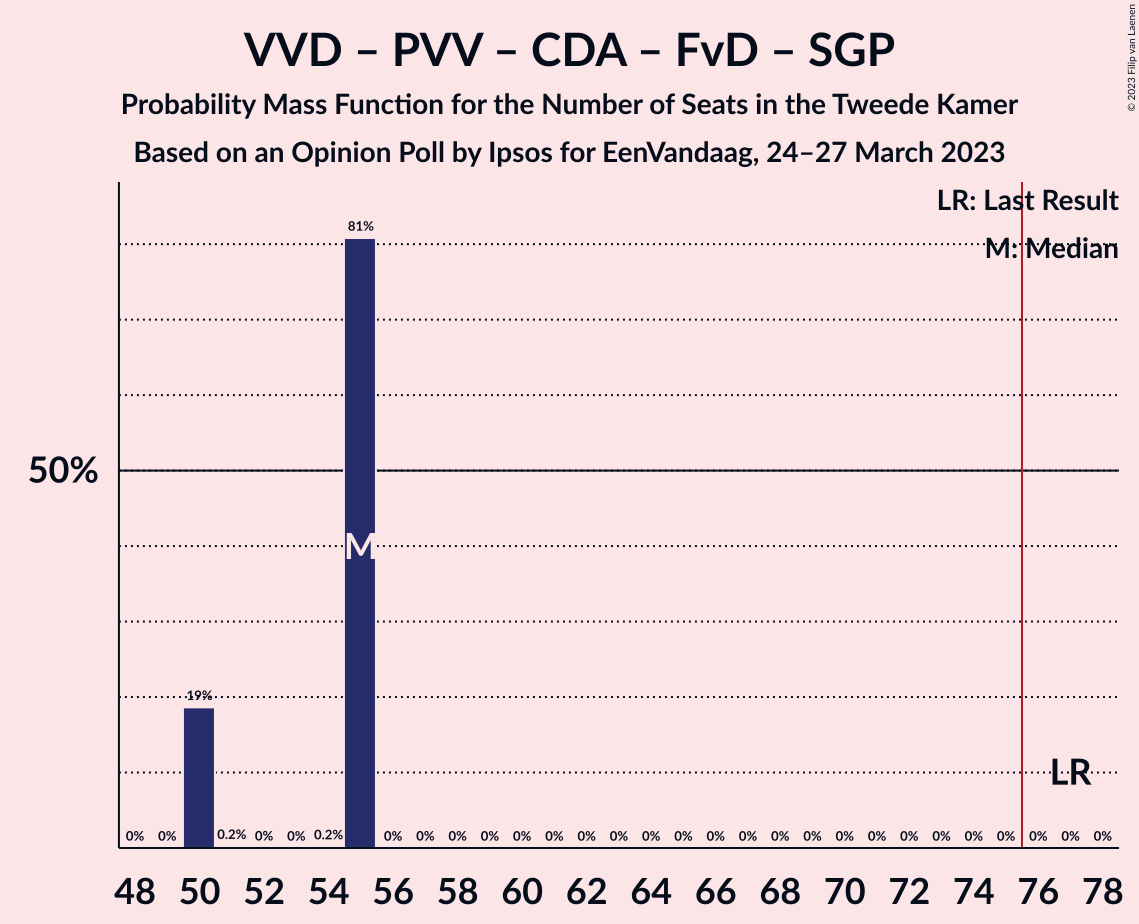 VVD – PVV – CDA – FvD – SGP
Probability Mass Function for the Number of Seats in the Tweede Kamer
Based on an Opinion Poll by Ipsos for EenVandaag, 24–27 March 2023
© 2023 Filip van Laenen
LR: Last Result
M: Median
81%
50%
M
19%
LR
0% 0% 0.2% 0% 0% 0.2% 0% 0% 0% 0% 0% 0% 0% 0% 0% 0% 0% 0% 0% 0% 0% 0% 0% 0% 0% 0% 0% 0% 0%
48 50 52 54 56 58 60 62 64 66 68 70 72 74 76 78